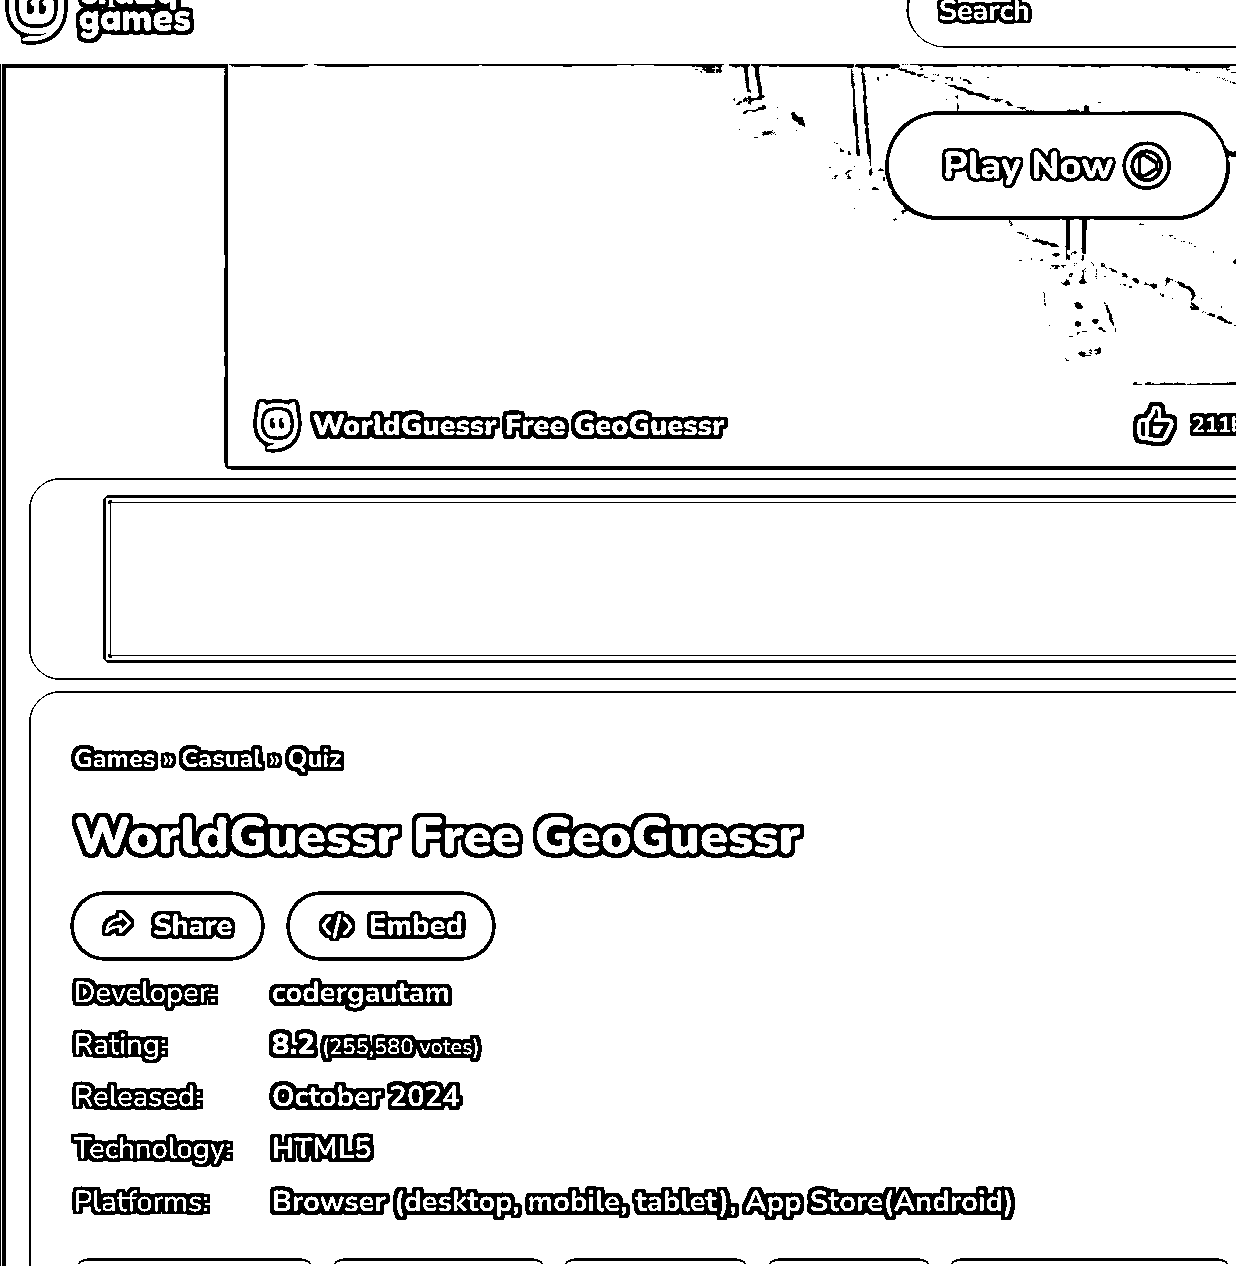 games
Search
Play Now
WorldGuessr Free GeoGuessr
Games » Casual » Quiz
WorldGuessr Free GeoGuessr
Share
Embed
Developer: codergautam
Rating: 8.2 (255,580 votes)
Released: October 2024
Technology: HTML5
Platforms: Browser (desktop, mobile, tablet), App Store(Android)